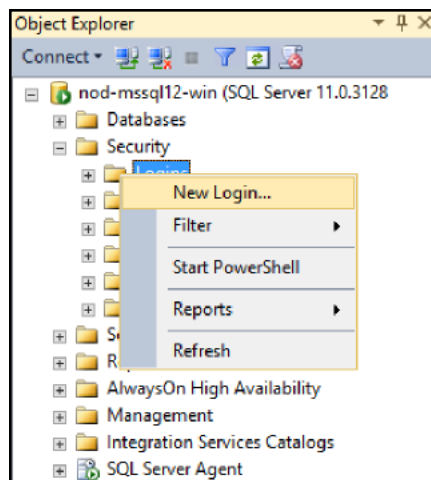 Object Explorer
Connect
nod-mssql12-win (SQL Server 11.0.3128
Databases
Security
Logins
New Login...
Filter
Start PowerShell
Reports
Refresh
S
R
AlwaysOn High Availability
Management
Integration Services Catalogs
SQL Server Agent